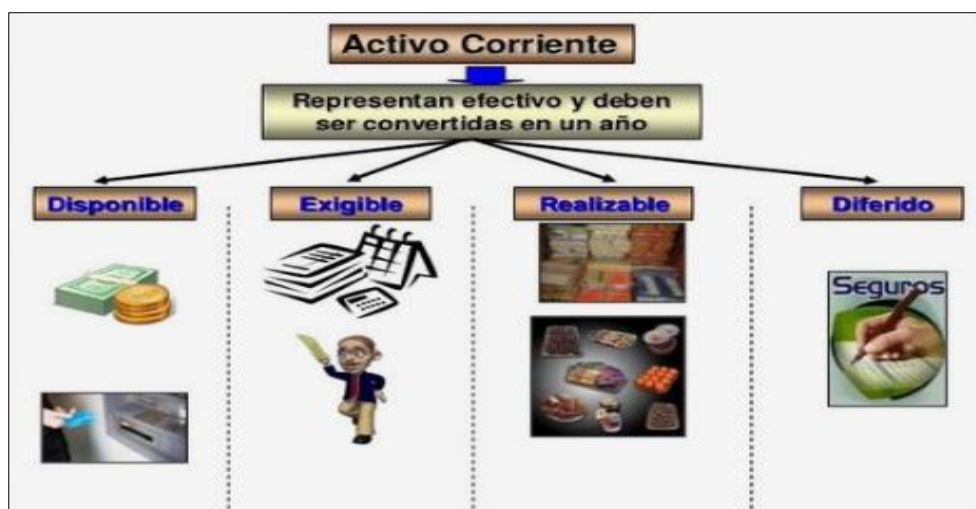 Activo Corriente
Representan efectivo y deben
ser convertidas en un año
Disponible
Exigible
Realizable
Diferido
Seguros